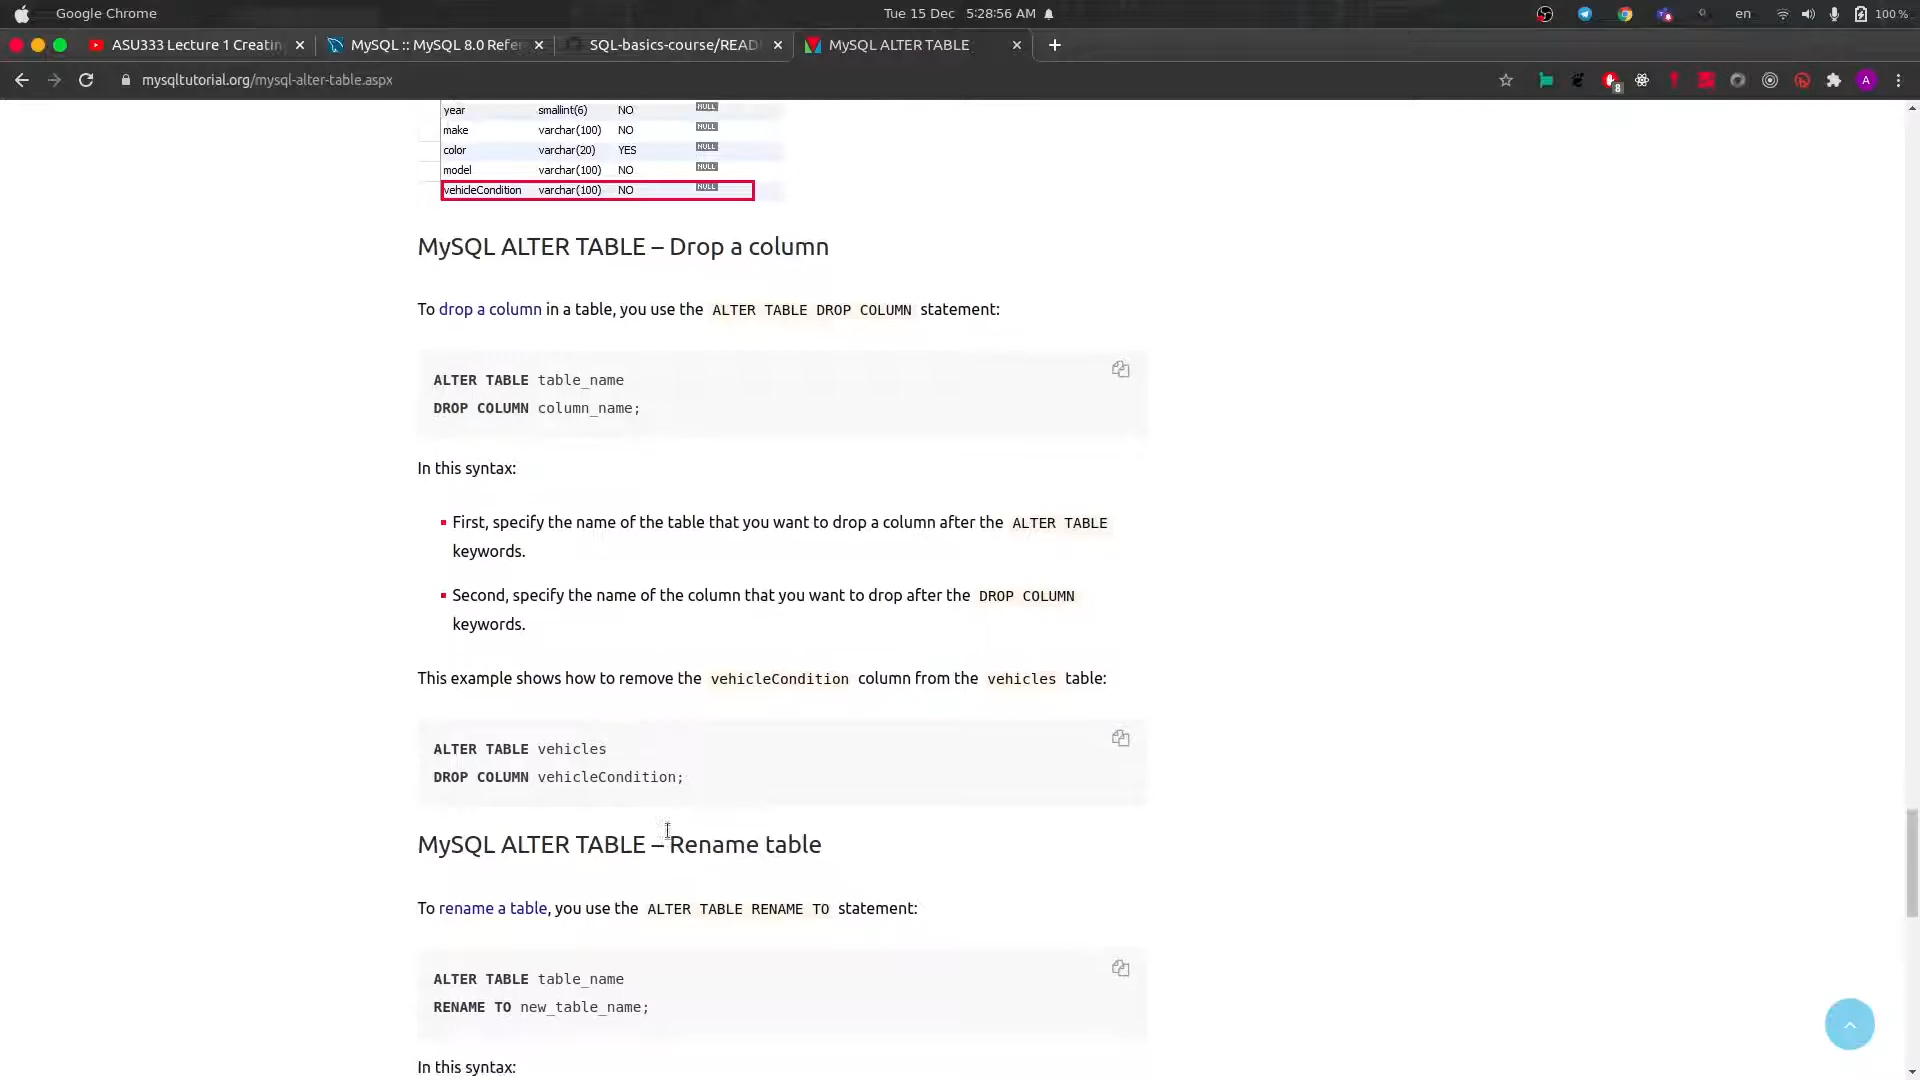 Google Chrome
Tue 15 Dec 5:28:56 AM
en
100 %
ASU333 Lecture 1 Creatin
MySQL :: MySQL 8.0 Refer
SQL-basics-course/READ
MySQL ALTER TABLE
mysqltutorial.org/mysql-alter-table.aspx
8
A
year smallint(6) NO NULL
make varchar(100) NO NULL
color varchar(20) YES NULL
model varchar(100) NO NULL
vehicleCondition varchar(100) NO NULL
MySQL ALTER TABLE – Drop a column
To drop a column in a table, you use the ALTER TABLE DROP COLUMN statement:
ALTER TABLE table_name
DROP COLUMN column_name;
In this syntax:
First, specify the name of the table that you want to drop a column after the ALTER TABLE
keywords.
Second, specify the name of the column that you want to drop after the DROP COLUMN
keywords.
This example shows how to remove the vehicleCondition column from the vehicles table:
ALTER TABLE vehicles
DROP COLUMN vehicleCondition;
MySQL ALTER TABLE – Rename table
To rename a table, you use the ALTER TABLE RENAME TO statement:
ALTER TABLE table_name
RENAME TO new_table_name;
In this syntax: